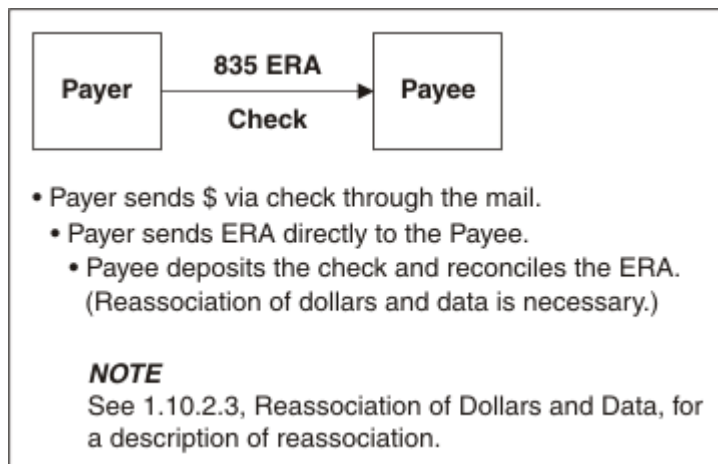 835 ERA
Payer
Payee
Check
• Payer sends $ via check through the mail.
• Payer sends ERA directly to the Payee.
• Payee deposits the check and reconciles the ERA.
(Reassociation of dollars and data is necessary.)
NOTE
See 1.10.2.3, Reassociation of Dollars and Data, for
a description of reassociation.